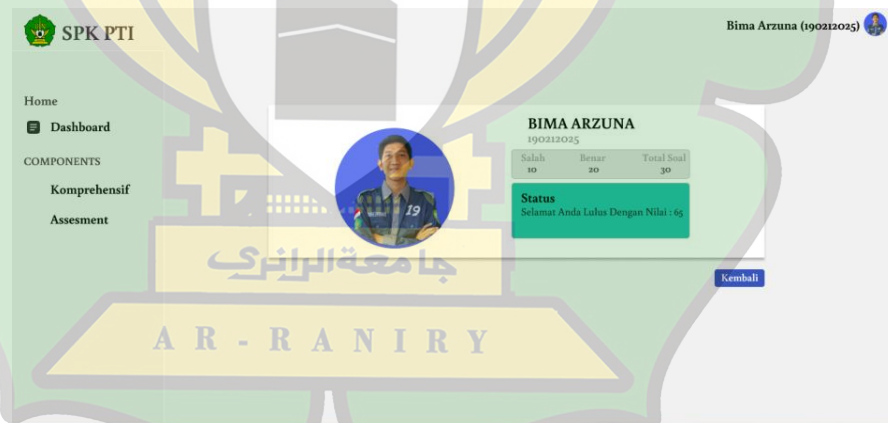 SPK PTI
Bima Arzuna (190212025)
Home
Dashboard
COMPONENTS
Komprehensif
Assesment
BIMA ARZUNA
190212025
Salah Benar Total Soal
10 20 30
Status
Selamat Anda Lulus Dengan Nilai : 65
19
Kembali
جامعة الرانري
AR-RANIRY